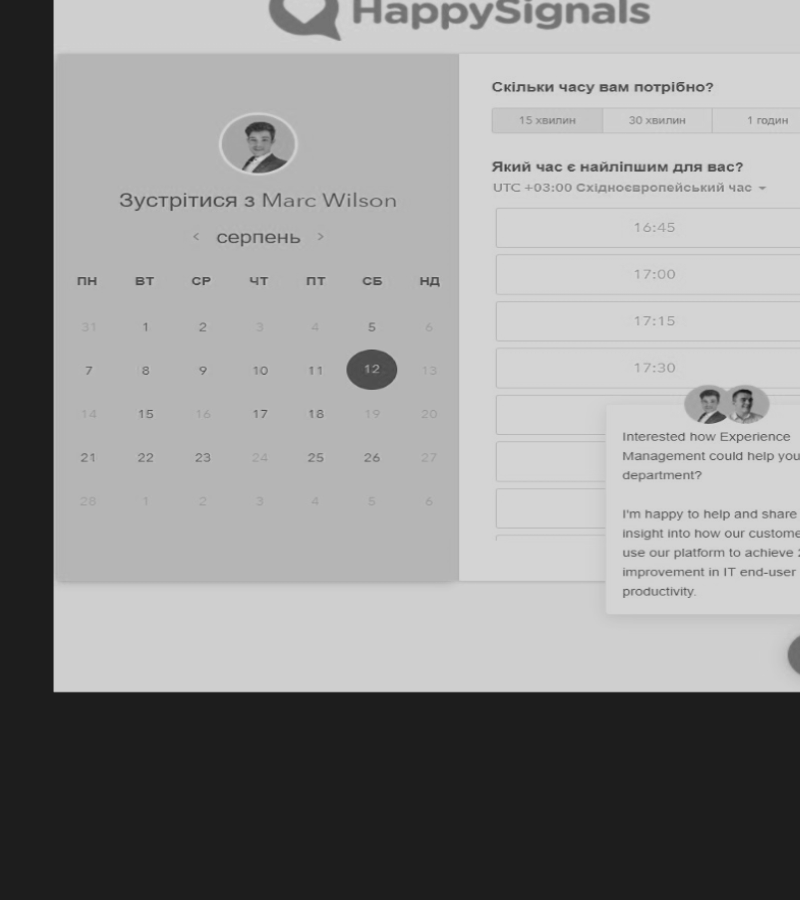 HappySignals
Зустрітися з Marc Wilson
серпень
ПН ВТ СР ЧТ ПТ СБ НД
31 1 2 3 4 5 6
7 8 9 10 11 12 13
14 15 16 17 18 19 20
21 22 23 24 25 26 27
28 1 2 3 4 5 6
Скільки часу вам потрібно?
15 хвилин 30 хвилин 1 годин
Який час є найліпшим для вас?
UTC +03:00 Східноєвропейський час
16:45
17:00
17:15
17:30
Interested how Experience
Management could help you
department?
I'm happy to help and share
insight into how our custome
use our platform to achieve
improvement in IT end-user
productivity.